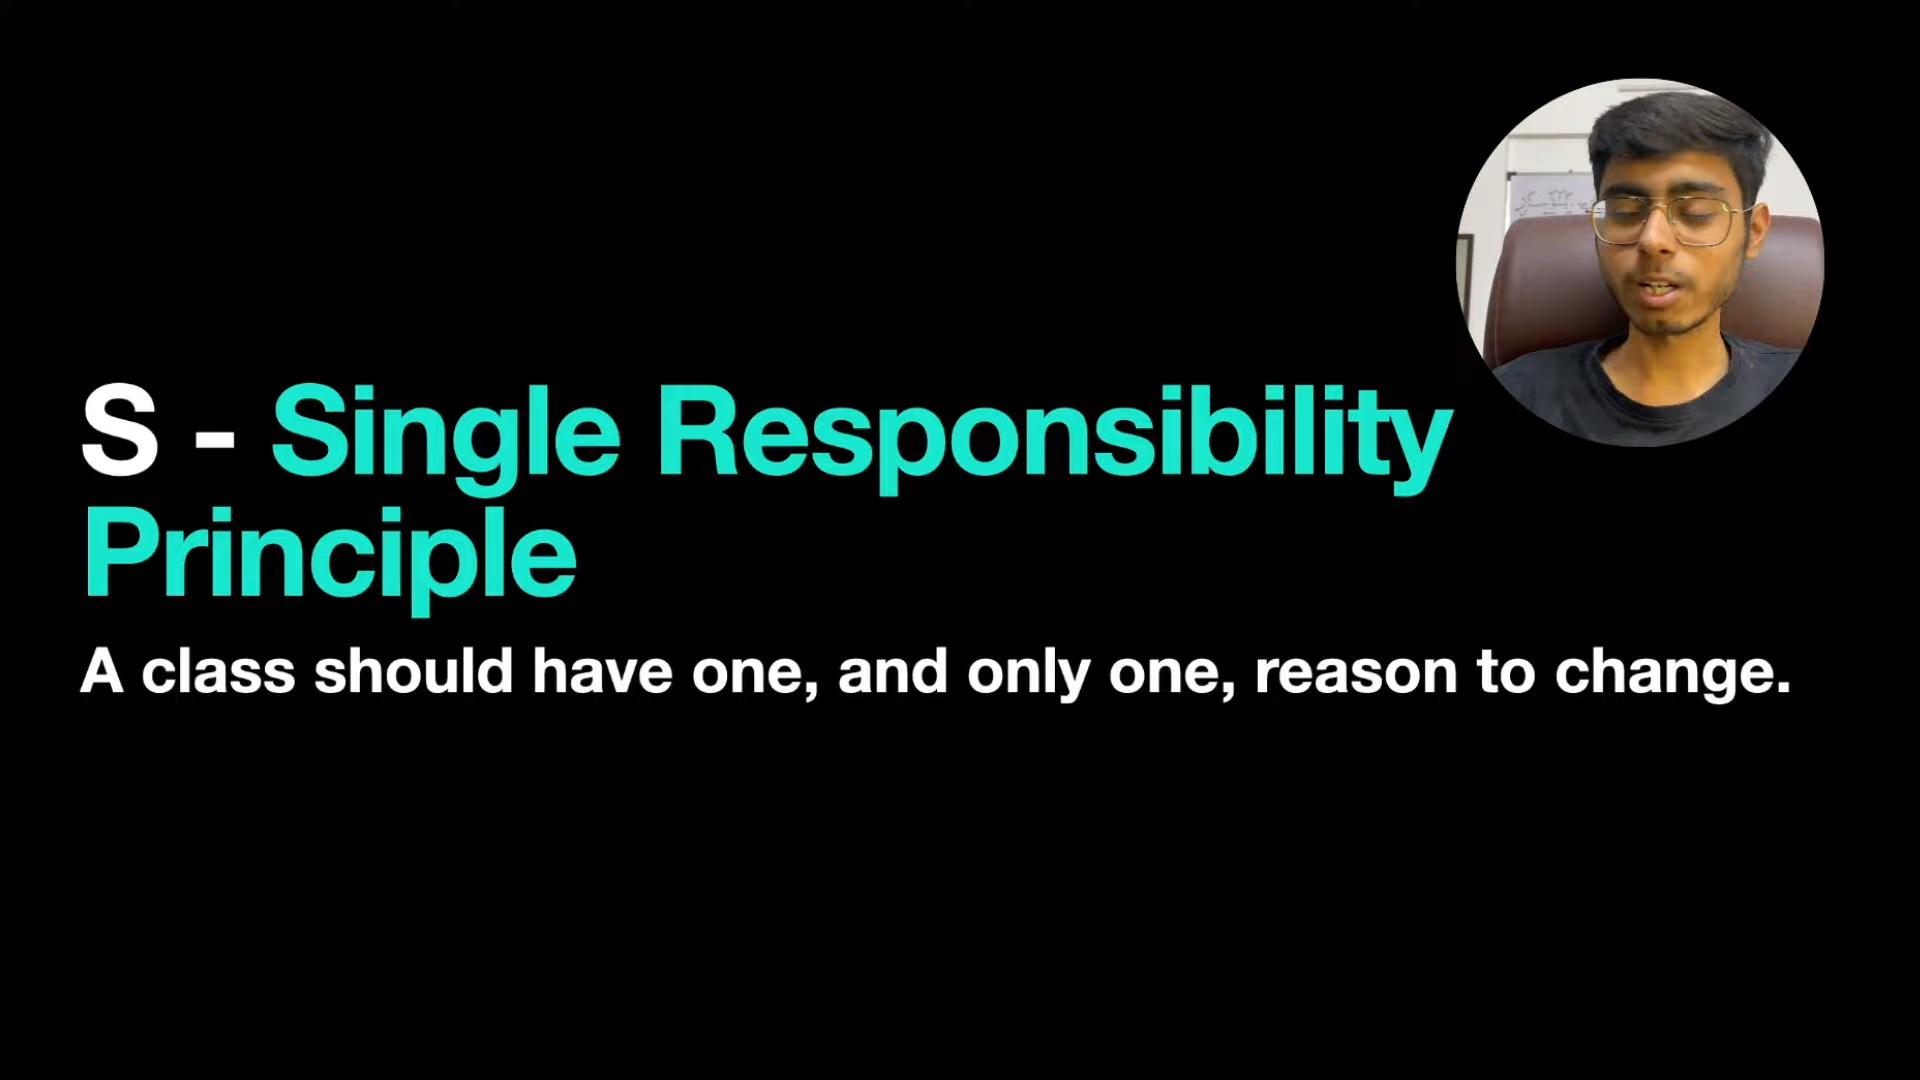 S - Single Responsibility
Principle
A class should have one, and only one, reason to change.